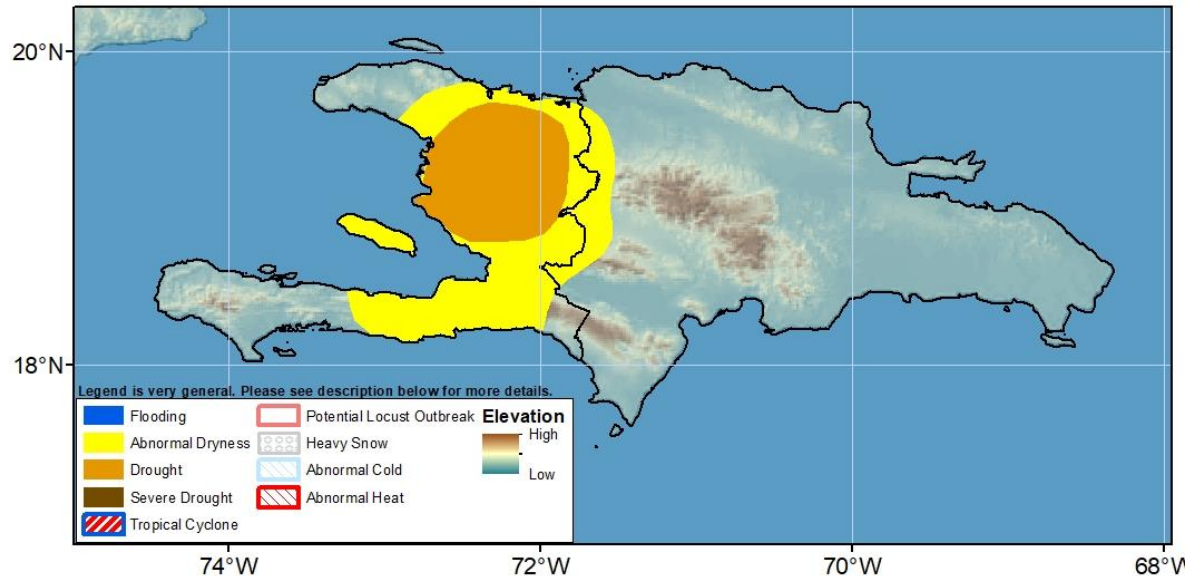 20°N
18°N
Legend is very general. Please see description below for more details.
Flooding
Abnormal Dryness
Drought
Severe Drought
Tropical Cyclone
Potential Locust Outbreak
Heavy Snow
Abnormal Cold
Abnormal Heat
Elevation
High
Low
74°W
72°W
70°W
68°W